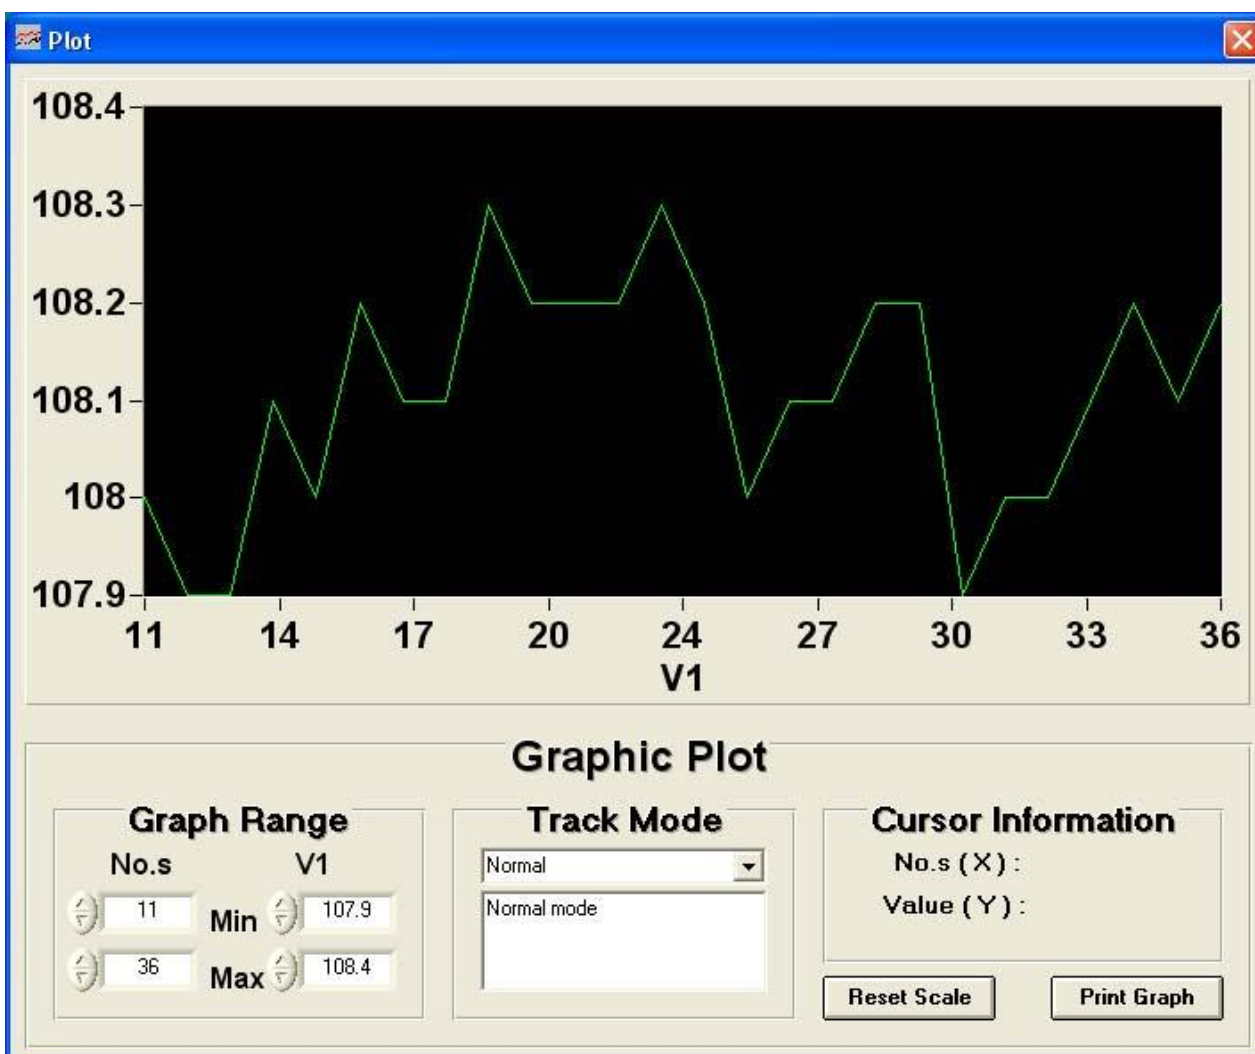 Plot
108.4
108.3
108.2
108.1
108
107.9
11 14 17 20 24 27 30 33 36
V1
Graphic Plot
Graph Range
No.s V1
11 Min 107.9
36 Max 108.4
Track Mode
Normal
Normal mode
Cursor Information
No.s ( X ) :
Value ( Y ) :
Reset Scale Print Graph